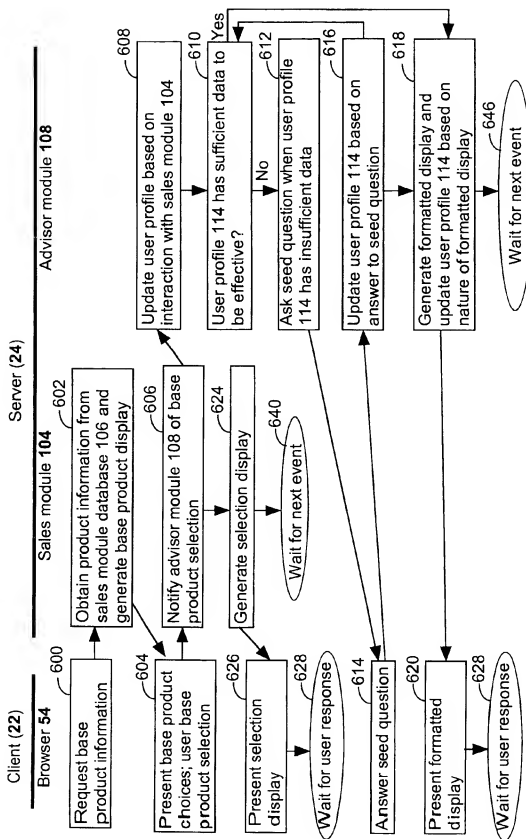 Client (22)
Server (24)
Browser 54
Sales module 104
Advisor module 108
600
Request base
product information
602
Obtain product information from
sales module database 106 and
generate base product display
604
Present base product
choices; user base
product selection
606
Notify advisor module 108 of base
product selection
608
Update user profile based on
interaction with sales module 104
610
User profile 114 has sufficient data to
be effective?
Yes
No
612
Ask seed question when user profile
114 has insufficient data
614
Answer seed question
616
Update user profile 114 based on
answer to seed question
618
Generate formatted display and
update user profile 114 based on
nature of formatted display
620
Present formatted
display
624
Generate selection display
626
Present selection
display
628
Wait for user response
640
Wait for next event
628
Wait for user response
646
Wait for next event